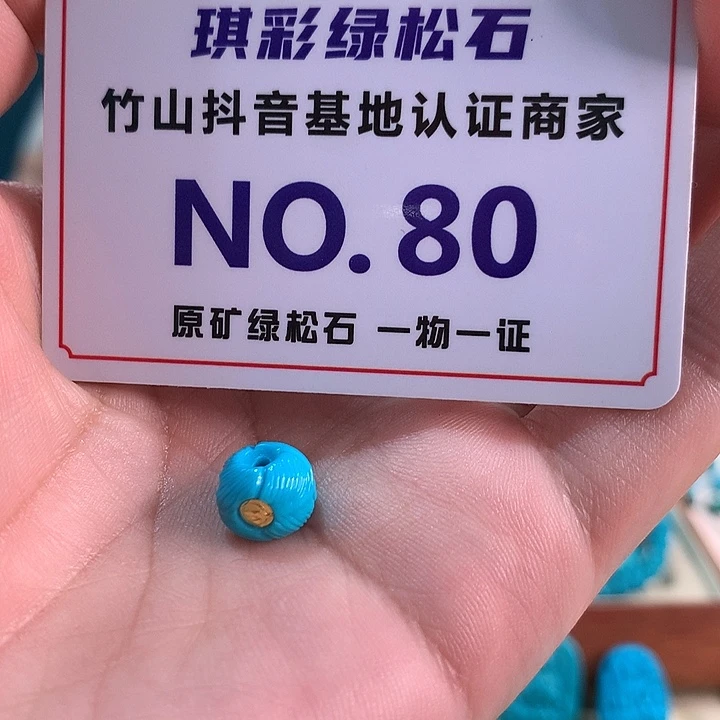 琪彩绿松石
竹山抖音基地认证商家
NO.80
原矿绿松石 一物一证